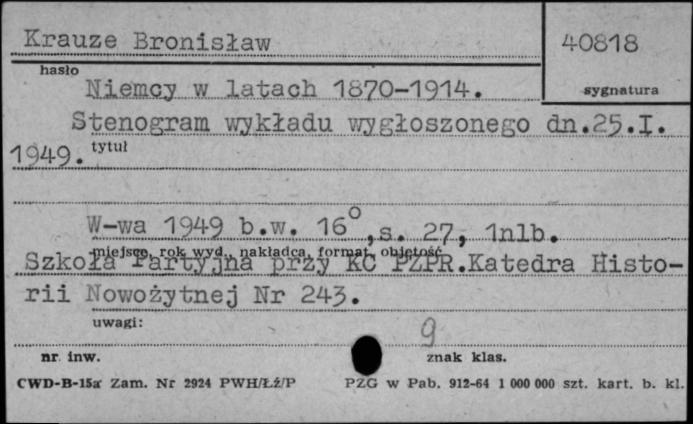 Krauze Bronisław
40818
hasło
sygnatura
Niemcy w latach 1870-1914.
Stenogram wykładu wygłoszonego dn.25.I.
1949.
tytuł
W-wa 1949 b.w. 16°,s. 27, 1nlb.
miejsce, rok wyd., nakładca, format, objętość
Szkoła Partyjna przy KC PZPR.Katedra Histo-
rii Nowożytnej Nr 243.
uwagi:
9
nr. inw.
znak klas.
CWD-B-15a Zam. Nr 2924 PWH/Łź/P
PZG w Pab. 912-64 1 000 000 szt. kart. b. kl.